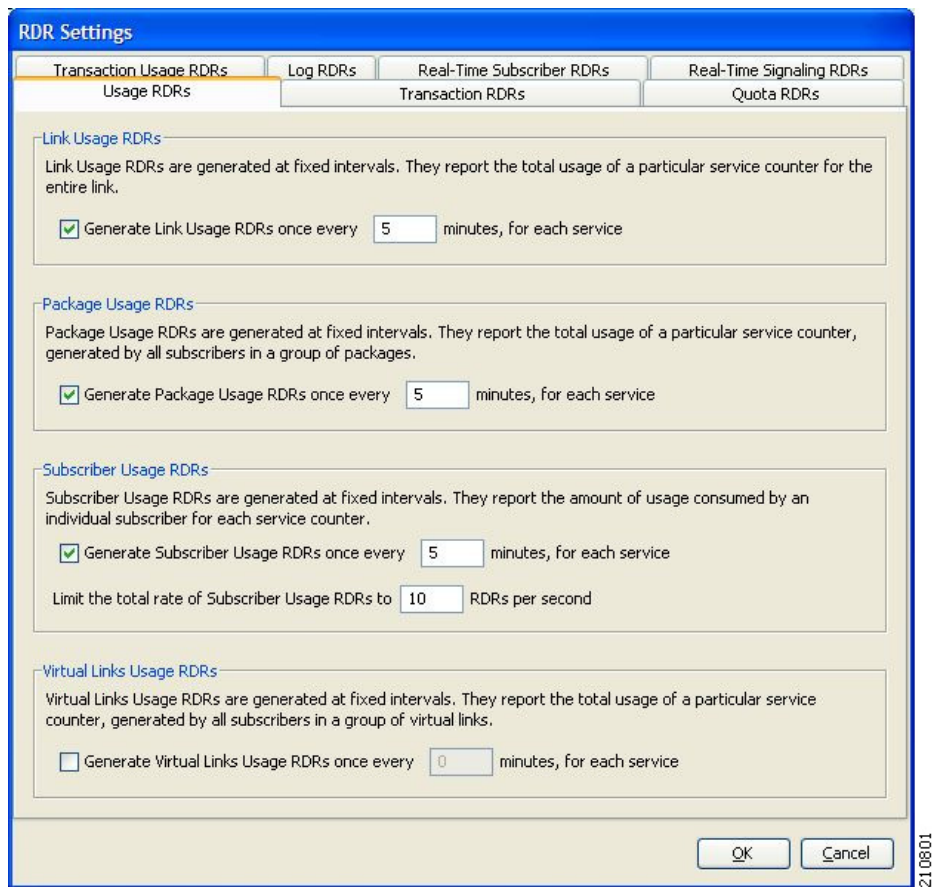 RDR Settings
Transaction Usage RDRs
Log RDRs
Real-Time Subscriber RDRs
Real-Time Signaling RDRs
Usage RDRs
Transaction RDRs
Quota RDRs
Link Usage RDRs
Link Usage RDRs are generated at fixed intervals. They report the total usage of a particular service counter for the
entire link.
Generate Link Usage RDRs once every 5 minutes, for each service
Package Usage RDRs
Package Usage RDRs are generated at fixed intervals. They report the total usage of a particular service counter,
generated by all subscribers in a group of packages.
Generate Package Usage RDRs once every 5 minutes, for each service
Subscriber Usage RDRs
Subscriber Usage RDRs are generated at fixed intervals. They report the amount of usage consumed by an
individual subscriber for each service counter.
Generate Subscriber Usage RDRs once every 5 minutes, for each service
Limit the total rate of Subscriber Usage RDRs to 10 RDRs per second
Virtual Links Usage RDRs
Virtual Links Usage RDRs are generated at fixed intervals. They report the total usage of a particular service
counter, generated by all subscribers in a group of virtual links.
Generate Virtual Links Usage RDRs once every 0 minutes, for each service
OK
Cancel
210801